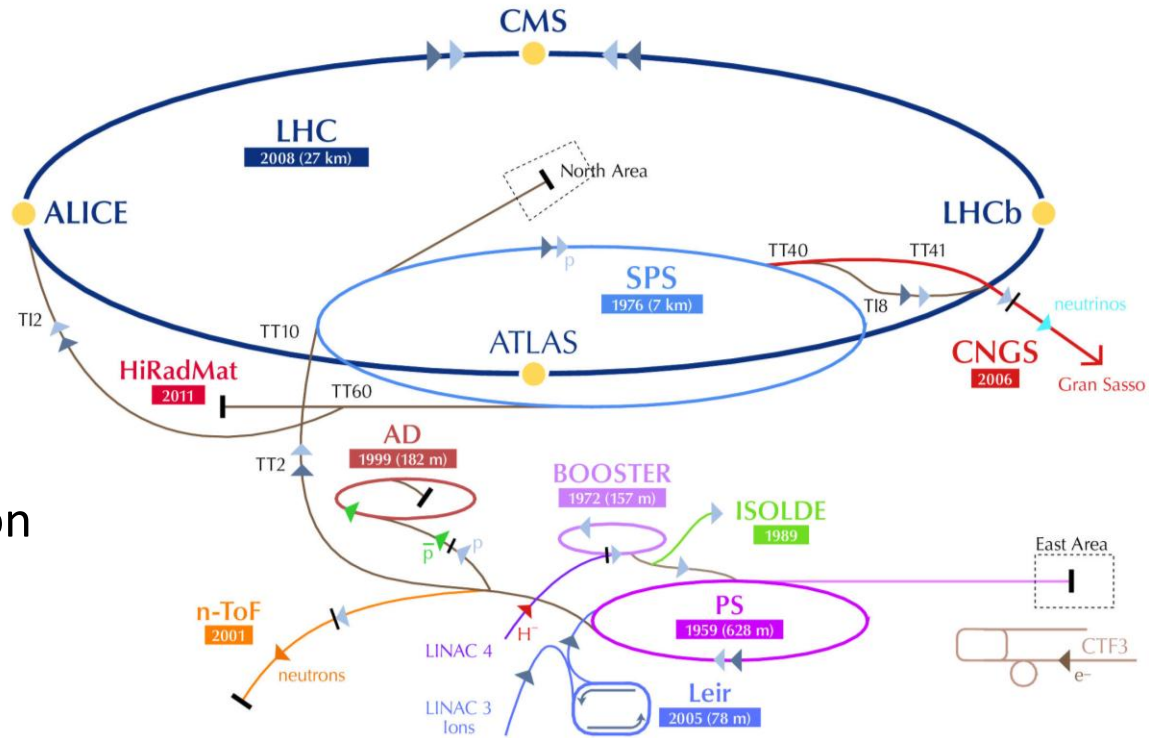 CMS
LHC
2008 (27 km)
North Area
ALICE
LHCb
TT40
TT41
p
SPS
1976 (7 km)
TI8
neutrinos
TI2
TT10
ATLAS
CNGS
2006
Gran Sasso
HiRadMat
2011
TT60
AD
1999 (182 m)
TT2
BOOSTER
1972 (157 m)
ISOLDE
1989
on
p̅
p
East Area
n-ToF
2001
H⁻
PS
1959 (628 m)
LINAC 4
neutrons
CTF3
e–
LINAC 3
Ions
Leir
2005 (78 m)